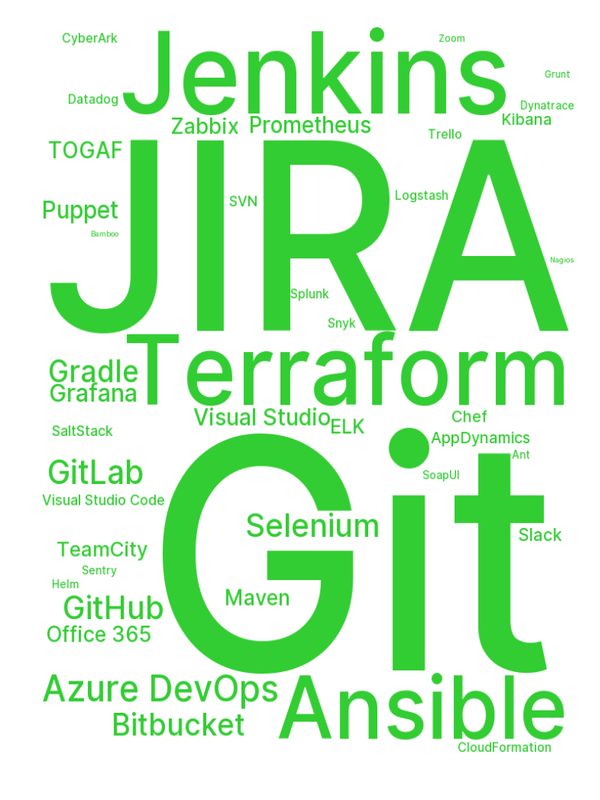 CyberArk
Jenkins
Zoom
Grunt
Datadog
Dynatrace
Zabbix
Prometheus
Kibana
Trello
TOGAF
JIRA
SVN
Logstash
Puppet
Bamboo
Nagios
Splunk
Snyk
Terraform
Gradle
Grafana
Visual Studio
ELK
Chef
SaltStack
AppDynamics
Ant
GitLab
SoapUI
Visual Studio Code
Git
Selenium
Slack
TeamCity
Sentry
Helm
Maven
GitHub
Office 365
Azure DevOps
Ansible
Bitbucket
CloudFormation